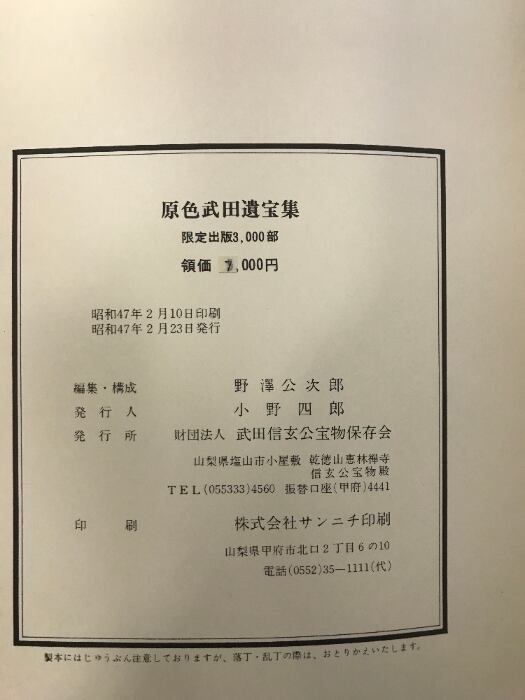 原色武田遺宝集
限定出版3,000部
領価 7,000円
昭和47年2月10日印刷
昭和47年2月23日発行
編集・構成 野澤公次郎
発行人 小野四郎
発行所 財団法人 武田信玄公宝物保存会
山梨県塩山市小屋敷 乾徳山恵林禅寺
信玄公宝物殿
TEL(055333)4560 振替口座(甲府)4441
印刷 株式会社サンニチ印刷
山梨県甲府市北口2丁目6の10
電話(0552)35—1111(代)
製本にはじゅうぶん注意しておりますが、落丁・乱丁の際は、おとりかえいたします。